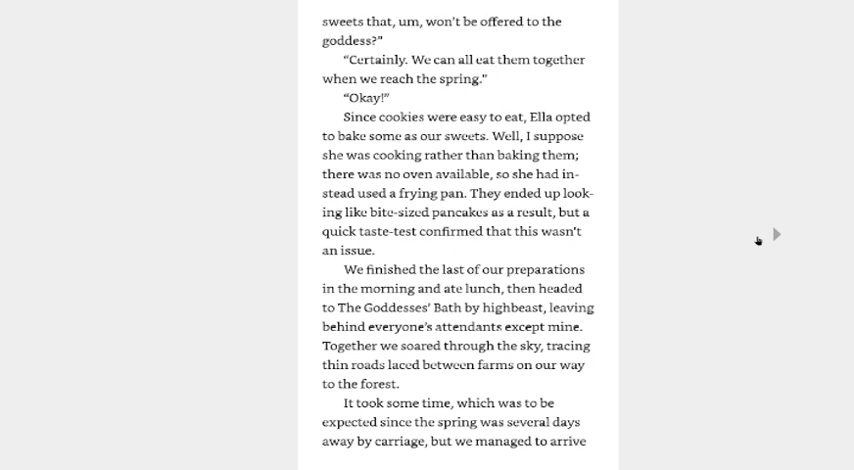 sweets that, um, won't be offered to the
goddess?"
"Certainly. We can all eat them together
when we reach the spring."
"Okay!"
Since cookies were easy to eat, Ella opted
to bake some as our sweets. Well, I suppose
she was cooking rather than baking them;
there was no oven available, so she had in-
stead used a frying pan. They ended up look-
ing like bite-sized pancakes as a result, but a
quick taste-test confirmed that this wasn't
an issue.
We finished the last of our preparations
in the morning and ate lunch, then headed
to The Goddesses' Bath by highbeast, leaving
behind everyone's attendants except mine.
Together we soared through the sky, tracing
thin roads laced between farms on our way
to the forest.
It took some time, which was to be
expected since the spring was several days
away by carriage, but we managed to arrive